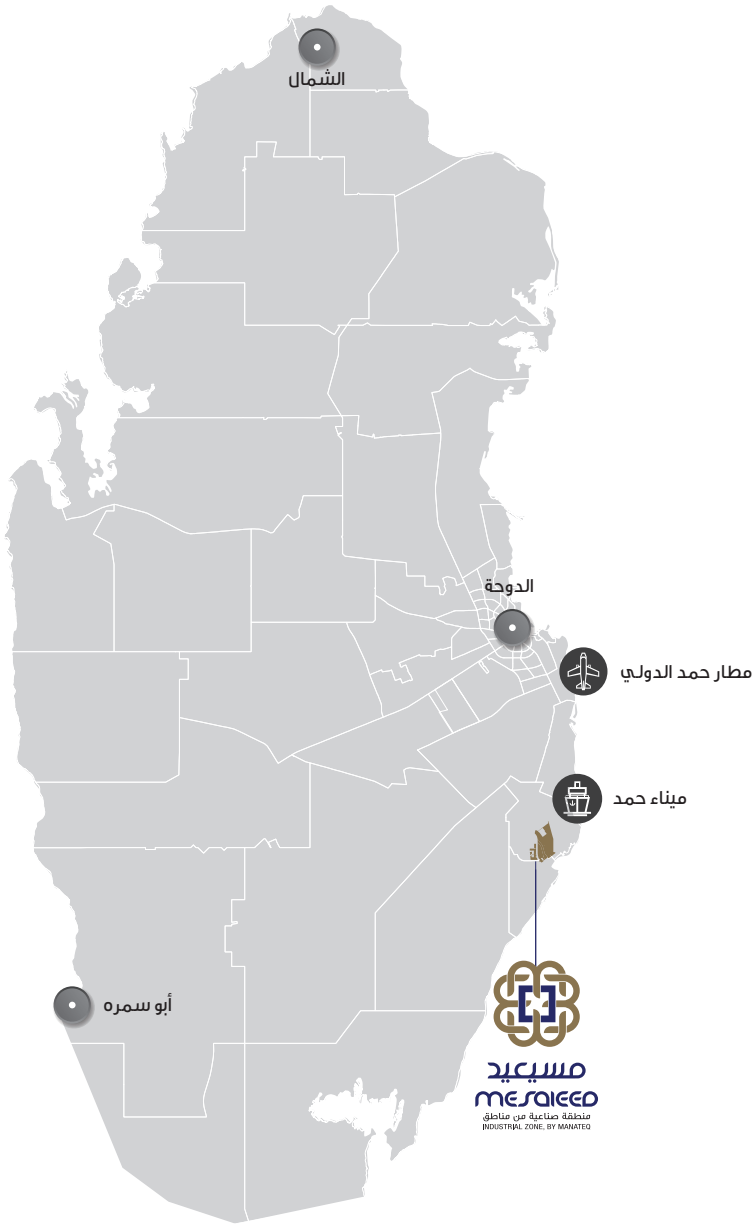 الشمال
الدوحة
مطار حمد الدولي
ميناء حمد
أبو سمره
مسيعيد
mesaieed
منطقة صناعية من مناطق
INDUSTRIAL ZONE, BY MANATEQ